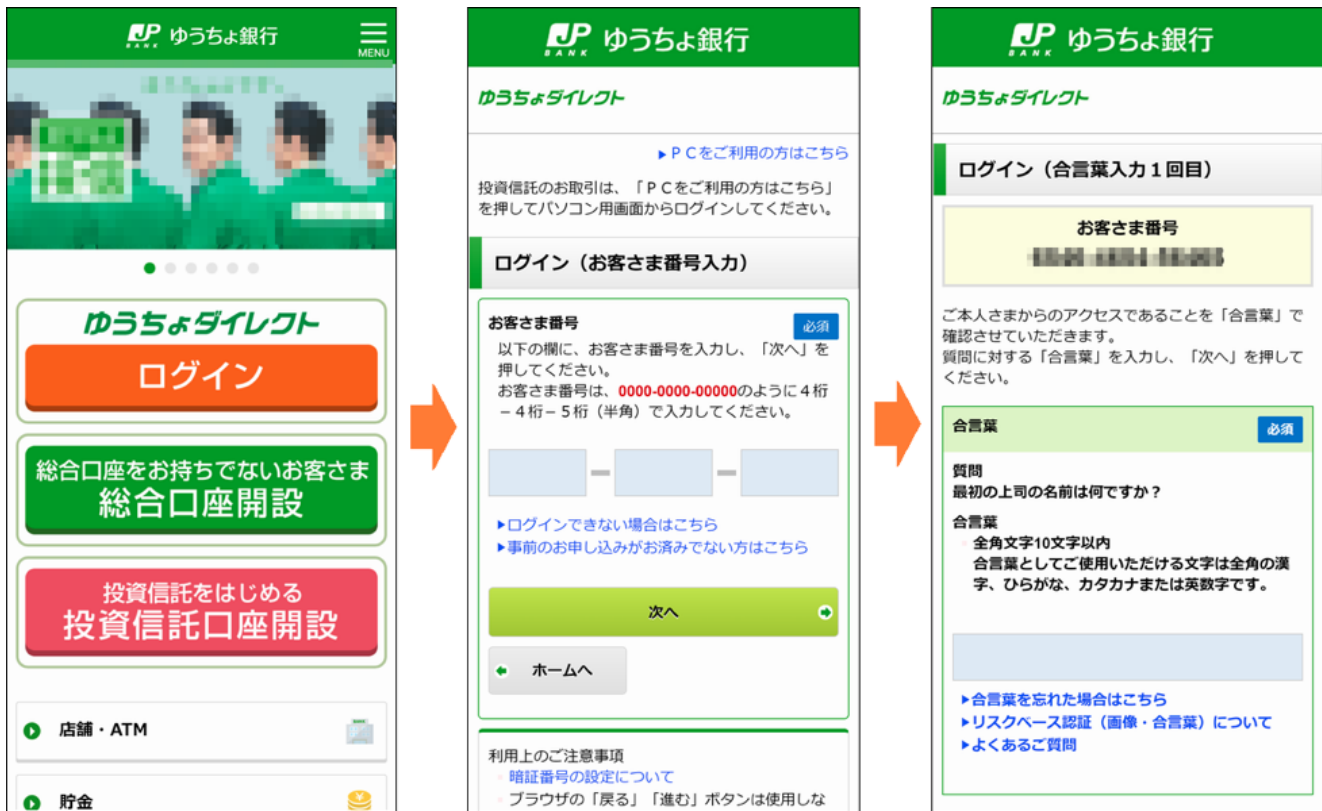 JP
BANK
ゆうちょ銀行
MENU
ゆうちょダイレクト
ログイン
総合口座をお持ちでないお客さま
総合口座開設
投資信託をはじめる
投資信託口座開設
店舗・ATM
貯金
JP
BANK
ゆうちょ銀行
ゆうちょダイレクト
▶ＰＣをご利用の方はこちら
投資信託のお取引は、「ＰＣをご利用の方はこちら」
を押してパソコン用画面からログインしてください。
ログイン（お客さま番号入力）
お客さま番号
必須
以下の欄に、お客さま番号を入力し、「次へ」を
押してください。
お客さま番号は、0000-0000-00000のように４桁
－４桁－５桁（半角）で入力してください。
▶ログインできない場合はこちら
▶事前のお申し込みがお済みでない方はこちら
次へ
ホームへ
利用上のご注意事項
暗証番号の設定について
ブラウザの「戻る」「進む」ボタンは使用しな
JP
BANK
ゆうちょ銀行
ゆうちょダイレクト
ログイン（合言葉入力１回目）
お客さま番号
ご本人さまからのアクセスであることを「合言葉」で
確認させていただきます。
質問に対する「合言葉」を入力し、「次へ」を押して
ください。
合言葉
必須
質問
最初の上司の名前は何ですか？
合言葉
全角文字10文字以内
合言葉としてご使用いただける文字は全角の漢
字、ひらがな、カタカナまたは英数字です。
▶合言葉を忘れた場合はこちら
▶リスクベース認証（画像・合言葉）について
▶よくあるご質問